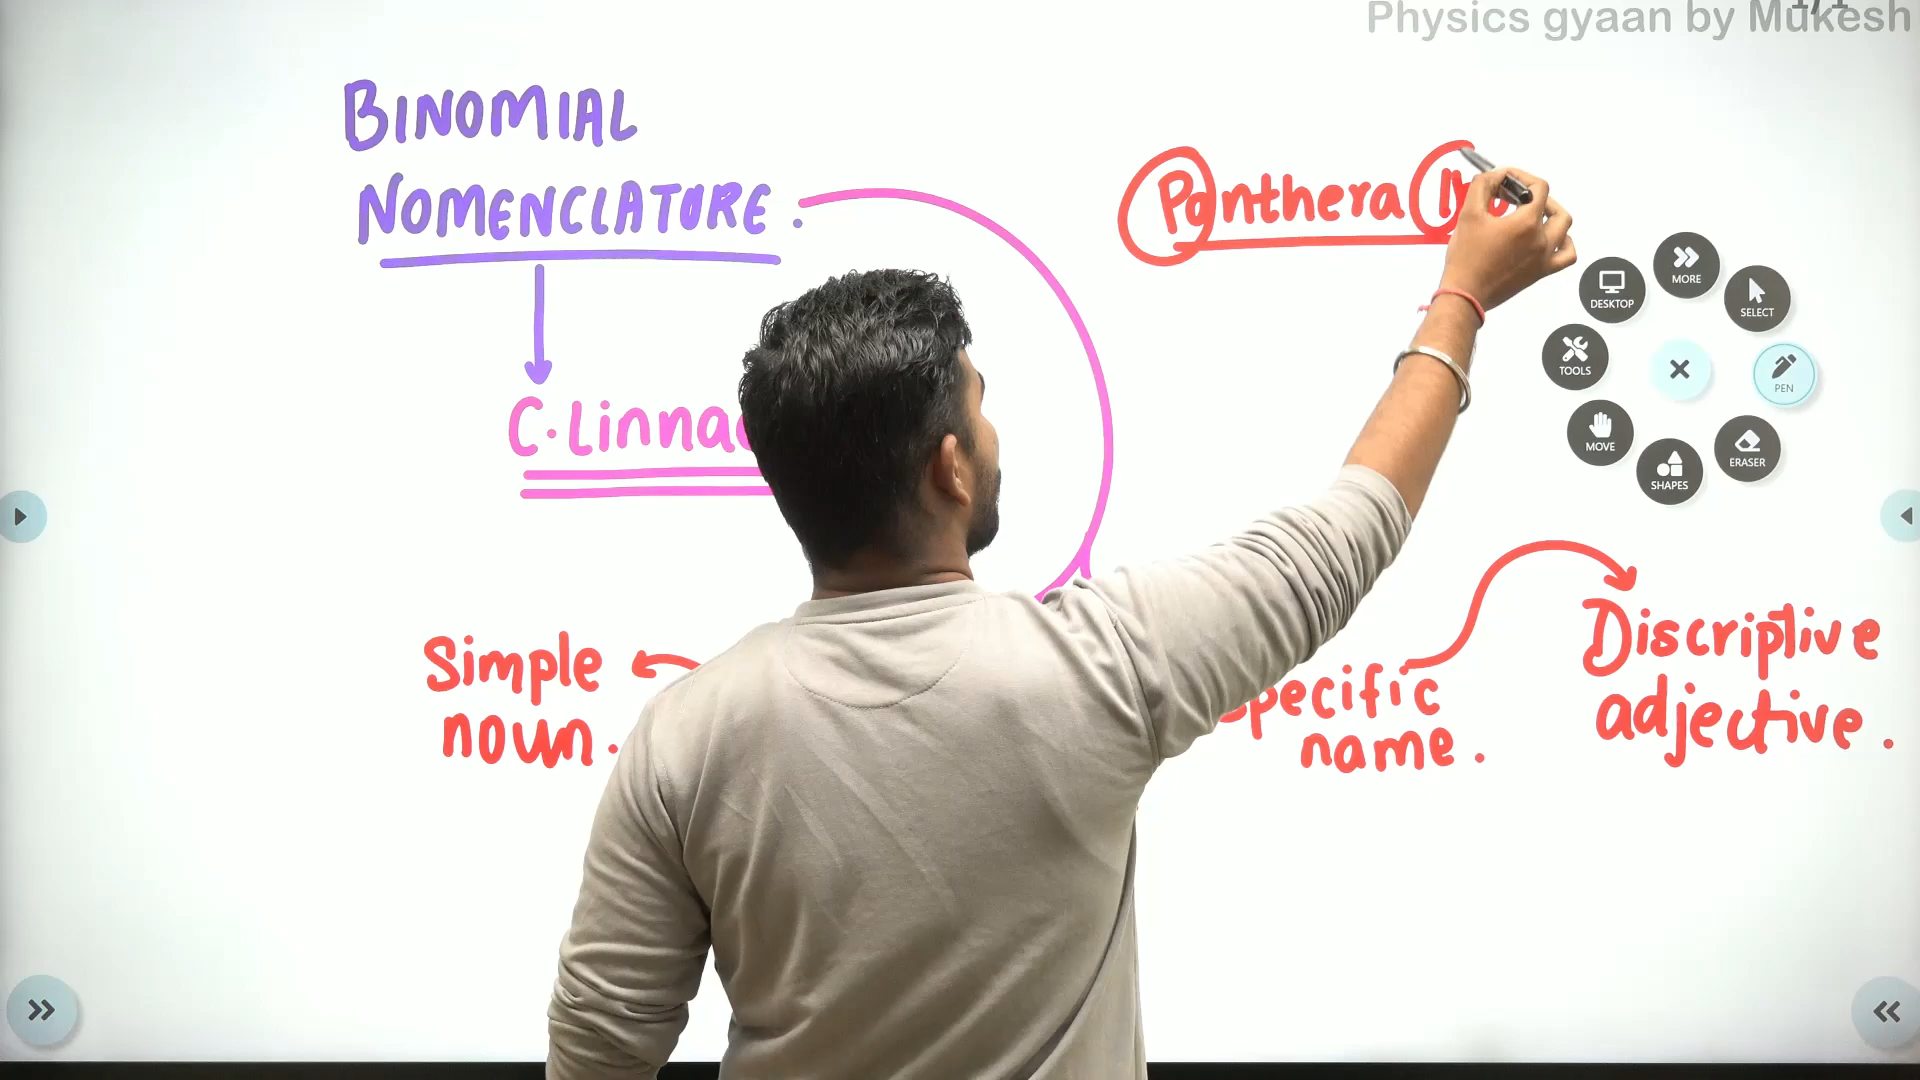 Physics gyaan by Mukesh
BINOMIAL
NOMENCLATURE.
Panthera
MORE
DESKTOP
SELECT
TOOLS
PEN
MOVE
ERASER
SHAPES
Simple
noun.
specific
name.
Discriptive
adjective.